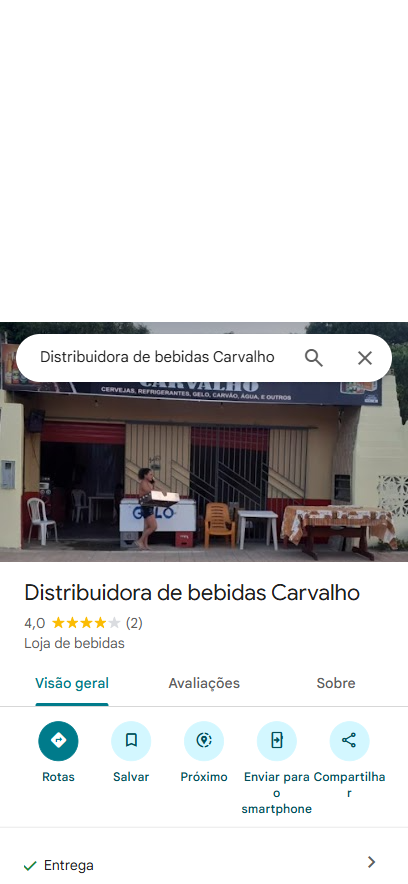 Distribuidora de bebidas Carvalho
CARVALHO
CERVEJAS, REFRIGERANTES, GELO, CARVÃO, ÁGUA, E OUTROS
GELO
Distribuidora de bebidas Carvalho
4,0 (2)
Loja de bebidas
Visão geral Avaliações Sobre
Rotas Salvar Próximo Enviar para o smartphone Compartilhar
Entrega